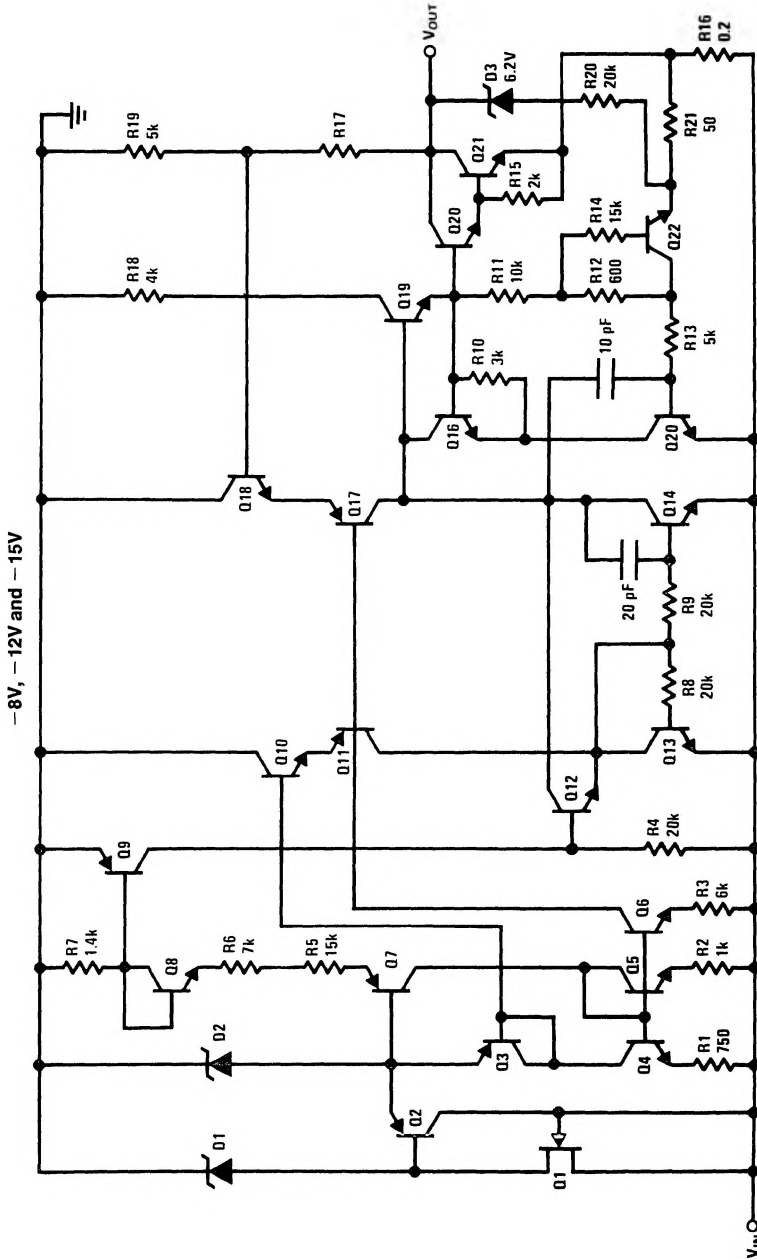 −8V, −12V and −15V
R19
5k
R17
VOUT
D3
6.2V
R20
20k
R16
0.2
R21
50
Q21
R15
2k
Q20
R14
15k
Q22
R18
4k
Q19
R11
10k
R12
600
R13
5k
R10
3k
Q16
10 pF
Q20
Q18
Q17
Q14
20 pF
R9
20k
R8
20k
Q10
Q11
Q12
Q13
Q9
R4
20k
R7
1.4k
Q8
R6
7k
R5
15k
Q7
Q6
R3
6k
Q5
R2
1k
D2
Q3
Q4
R1
750
D1
Q2
Q1
VIN